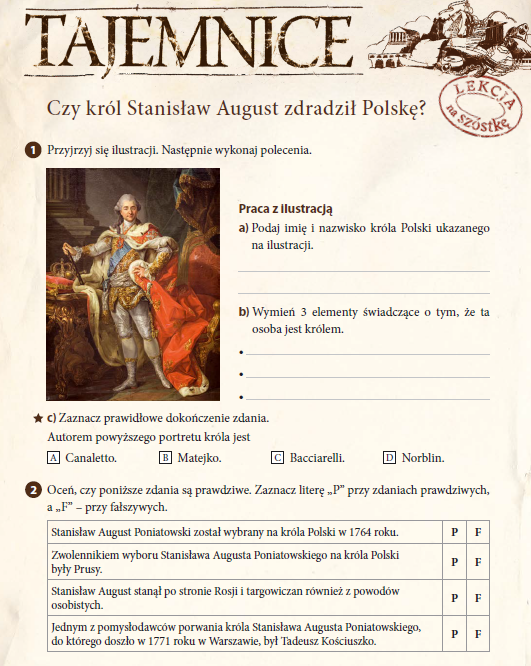 TAJEMNICE
LEKCJA
na szóstkę
Czy król Stanisław August zdradził Polskę?
1 Przyjrzyj się ilustracji. Następnie wykonaj polecenia.
Praca z ilustracją
a) Podaj imię i nazwisko króla Polski ukazanego
na ilustracji.
b) Wymień 3 elementy świadczące o tym, że ta
osoba jest królem.
•
•
•
★ c) Zaznacz prawidłowe dokończenie zdania.
Autorem powyższego portretu króla jest
A Canaletto. B Matejko. C Bacciarelli. D Norblin.
2 Oceń, czy poniższe zdania są prawdziwe. Zaznacz literę „P” przy zdaniach prawdziwych,
a „F” – przy fałszywych.
Stanisław August Poniatowski został wybrany na króla Polski w 1764 roku. P F
Zwolennikiem wyboru Stanisława Augusta Poniatowskiego na króla Polski
były Prusy. P F
Stanisław August stanął po stronie Rosji i targowiczan również z powodów
osobistych. P F
Jednym z pomysłodawców porwania króla Stanisława Augusta Poniatowskiego,
do którego doszło w 1771 roku w Warszawie, był Tadeusz Kościuszko. P F